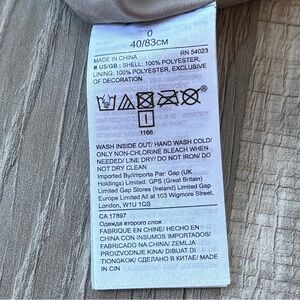 0
40/83CM
MADE IN CHINA RN 54023
■ US/GB : SHELL: 100% POLYESTER,
LINING: 100% POLYESTER, EXCLUSIVE
OF DECORATION
I
1166
WASH INSIDE OUT/ HAND WASH COLD/
ONLY NON-CHLORINE BLEACH WHEN
NEEDED/ LINE DRY/ DO NOT IRON/ DO
NOT DRY CLEAN
Imported By/Importé Par: Gap (UK
Holdings) Limited: GPS (Great Britain)
Limited: Gap Stores (Ireland) Limited Gap
Europe Limited All at 103 Wigmore Street,
London, W1U 1QS
CA 17897
Одежда второго слоя
FABRIQUE EN CHINE/ HECHO EN
CHINA CON INSUMOS IMPORTADOS/
FABRICADO NA CHINA/ ZEMLJA
PROIZVODNJE KINA/ DIBUAT DI
TIONGKOK/ СДЕЛАНО В КИТАЕ/ MADE
IN CIN